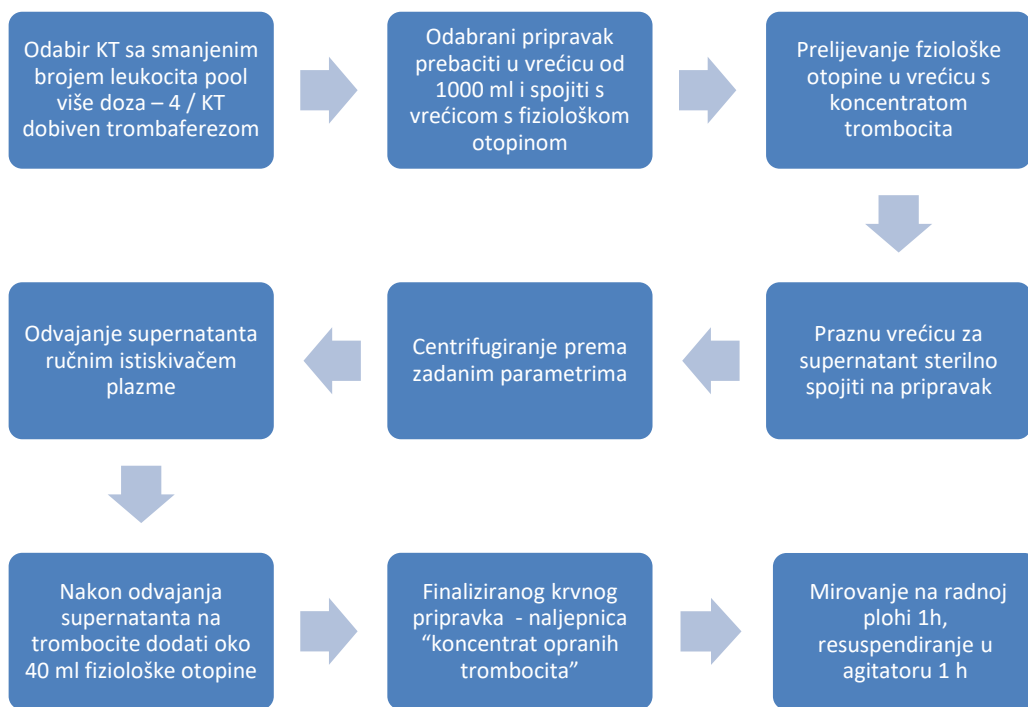 Odabir KT sa smanjenim
brojem leukocita pool
više doza – 4 / KT
dobiven trombaferezom
Odabrani pripravak
prebaciti u vrećicu od
1000 ml i spojiti s
vrećicom s fiziološkom
otopinom
Prelijevanje fziološke
otopine u vrećicu s
koncentratom
trombocita
Praznu vrećicu za
supernatant sterilno
spojiti na pripravak
Centrifugiranje prema
zadanim parametrima
Odvajanje supernatanta
ručnim istiskivačem
plazme
Nakon odvajanja
supernatanta na
trombocite dodati oko
40 ml fiziološke otopine
Finaliziranog krvnog
pripravka - naljepnica
“koncentrat opranih
trombocita”
Mirovanje na radnoj
plohi 1h,
resuspendiranje u
agitatoru 1 h